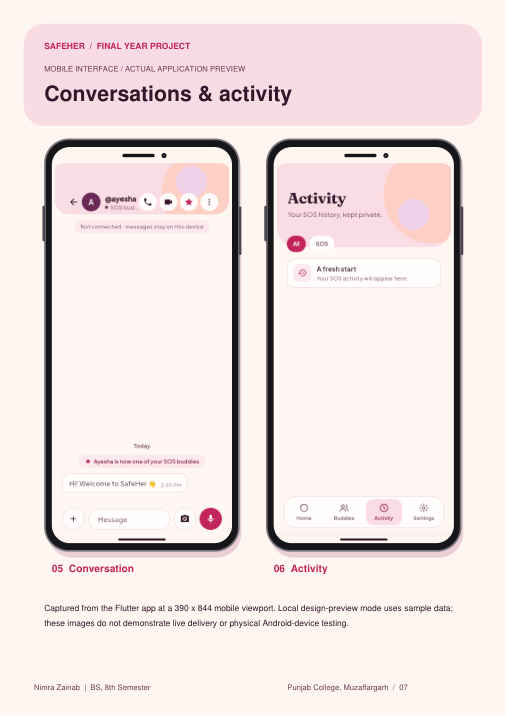 SAFEHER / FINAL YEAR PROJECT
MOBILE INTERFACE / ACTUAL APPLICATION PREVIEW
Conversations & activity
A
@ayesha
SOS bud...
Not connected · messages stay on this device
Today
Ayesha is now one of your SOS buddies
Hi! Welcome to SafeHer 👋 2:05 PM
Message
05 Conversation
Activity
Your SOS history, kept private.
All SOS
A fresh start
Your SOS activity will appear here.
Home Buddies Activity Settings
06 Activity
Captured from the Flutter app at a 390 x 844 mobile viewport. Local design-preview mode uses sample data;
these images do not demonstrate live delivery or physical Android-device testing.
Nimra Zainab | BS, 8th Semester
Punjab College, Muzaffargarh / 07